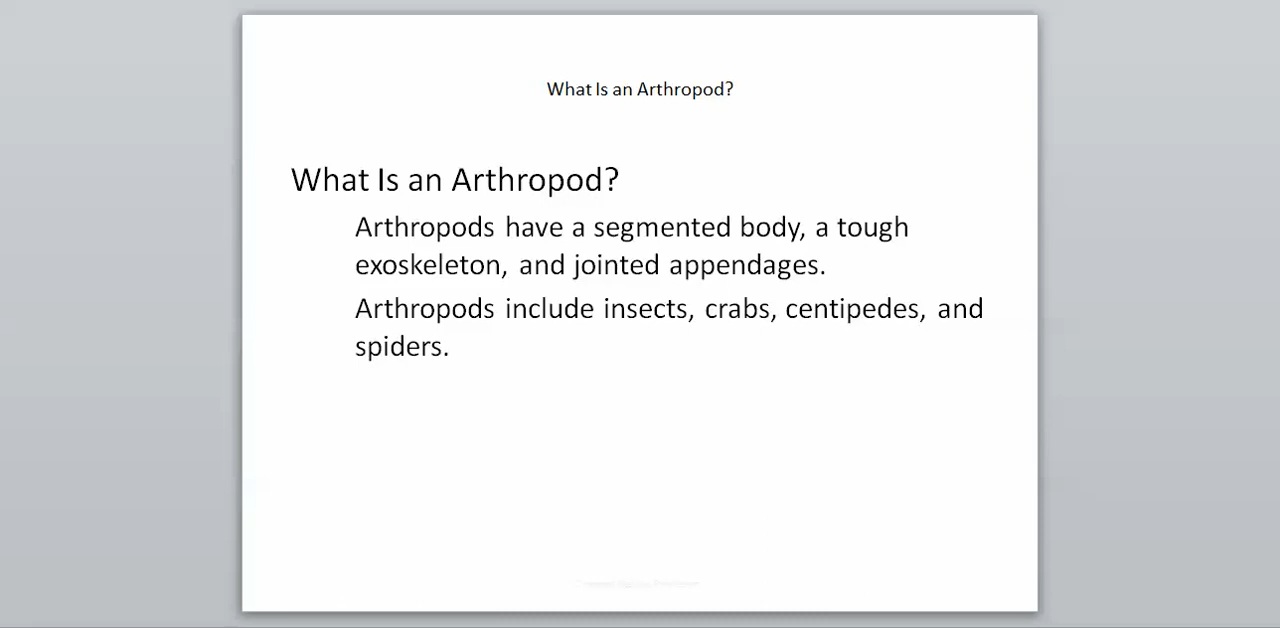 What Is an Arthropod?
What Is an Arthropod?
Arthropods have a segmented body, a tough
exoskeleton, and jointed appendages.
Arthropods include insects, crabs, centipedes, and
spiders.